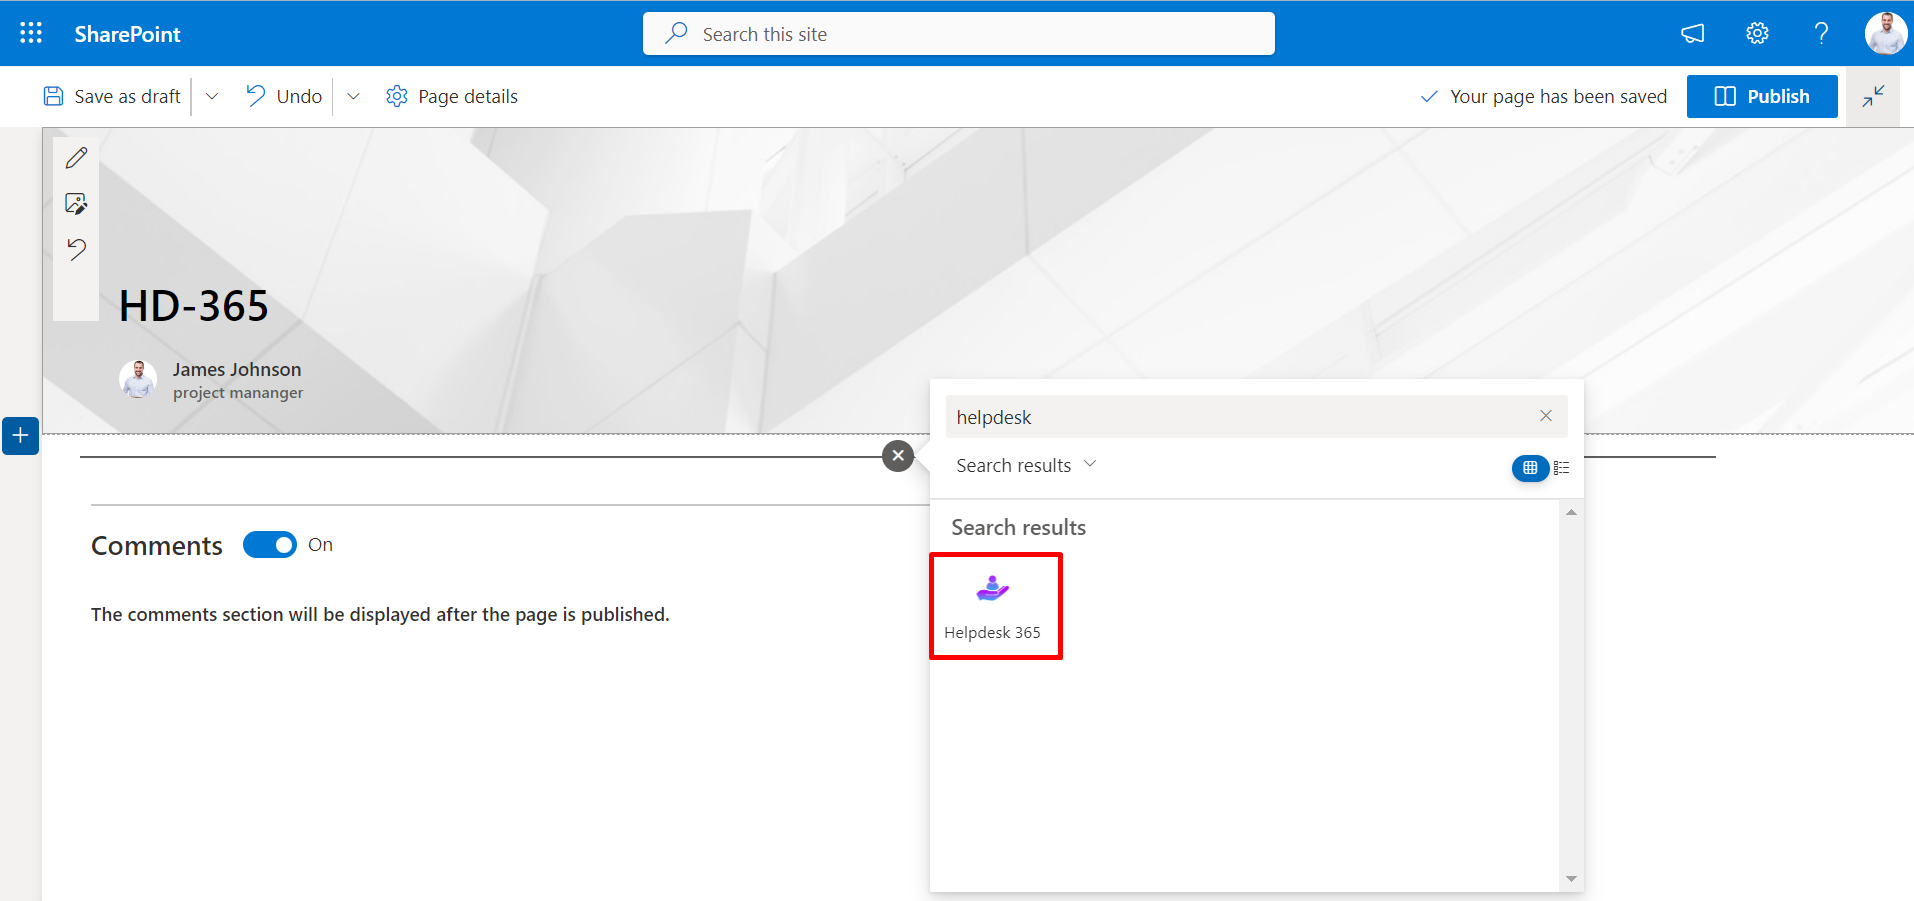 SharePoint
Search this site
Save as draft
Undo
Page details
Your page has been saved
Publish
HD-365
James Johnson
project mananger
helpdesk
Search results
Search results
Helpdesk 365
Comments
On
The comments section will be displayed after the page is published.